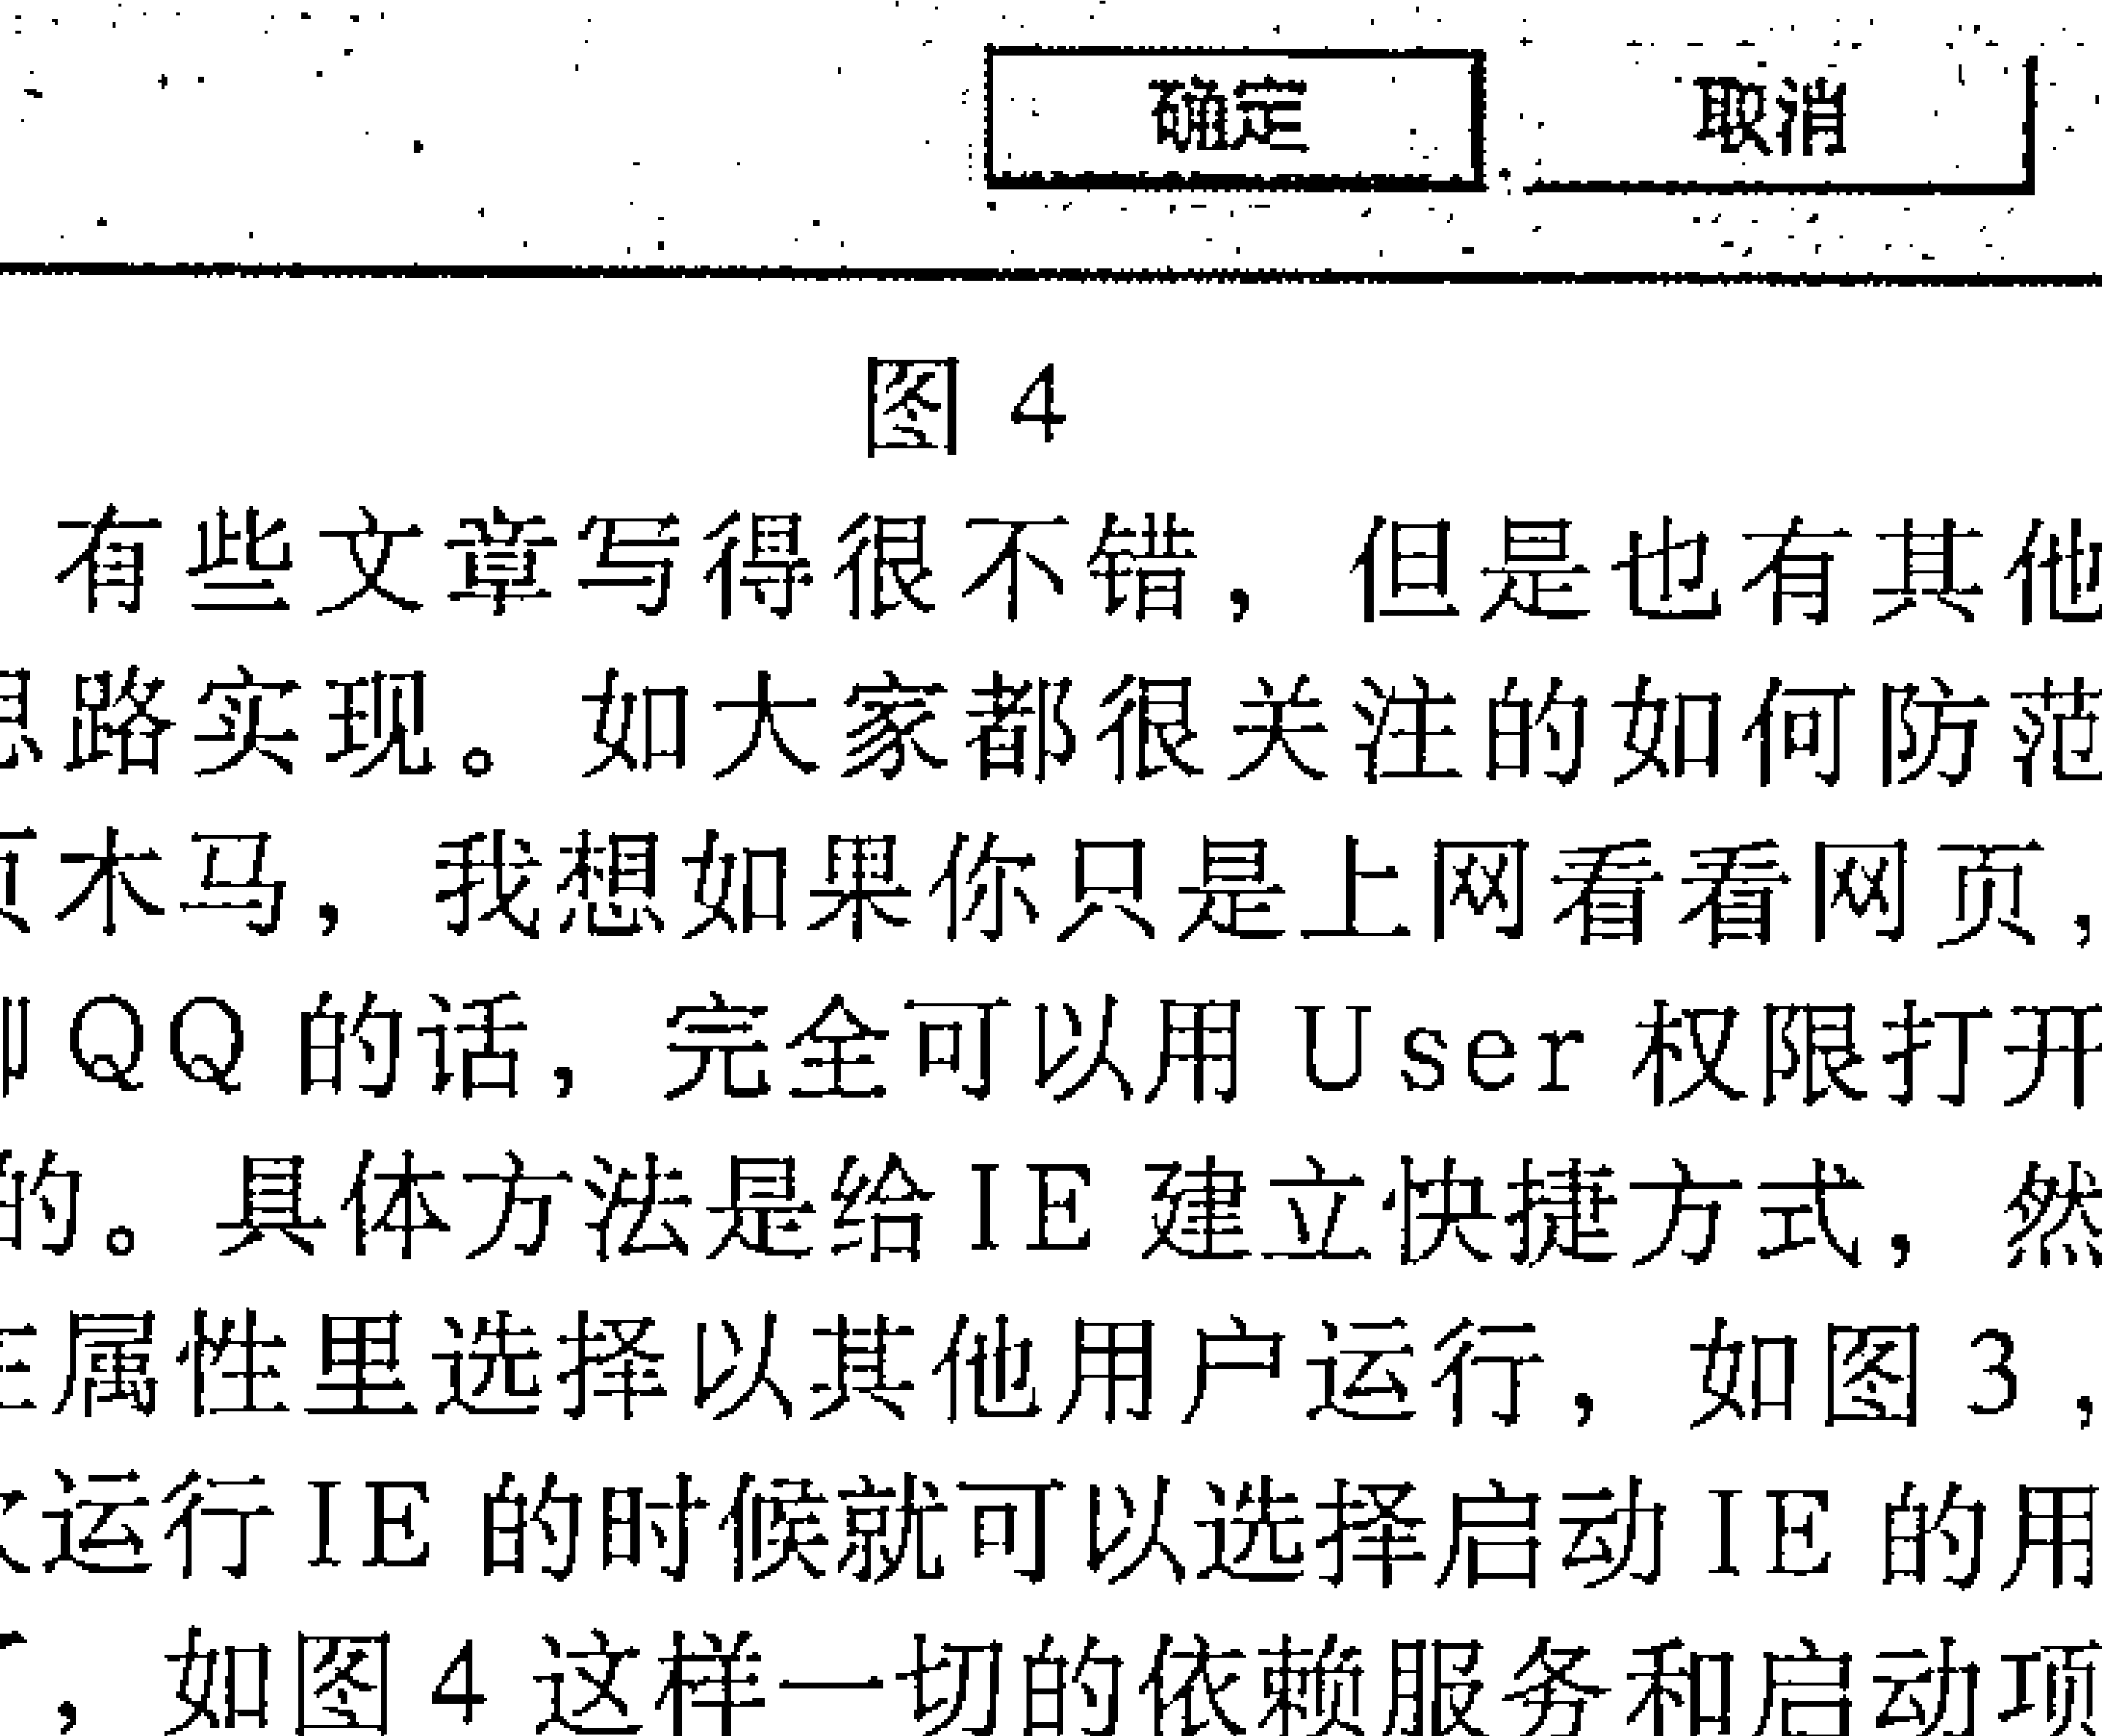 确定 取消
图 4
有些文章写得很不错，但是也有其他
思路实现。如大家都很关注的如何防范
页木马，我想如果你只是上网看看网页，
聊 QQ 的话，完全可以用 User 权限打开
的。具体方法是给 IE 建立快捷方式，然
在属性里选择以其他用户运行，如图 3，
次运行 IE 的时候就可以选择启动 IE 的用
，如图 4 这样一切的依赖服务和启动项